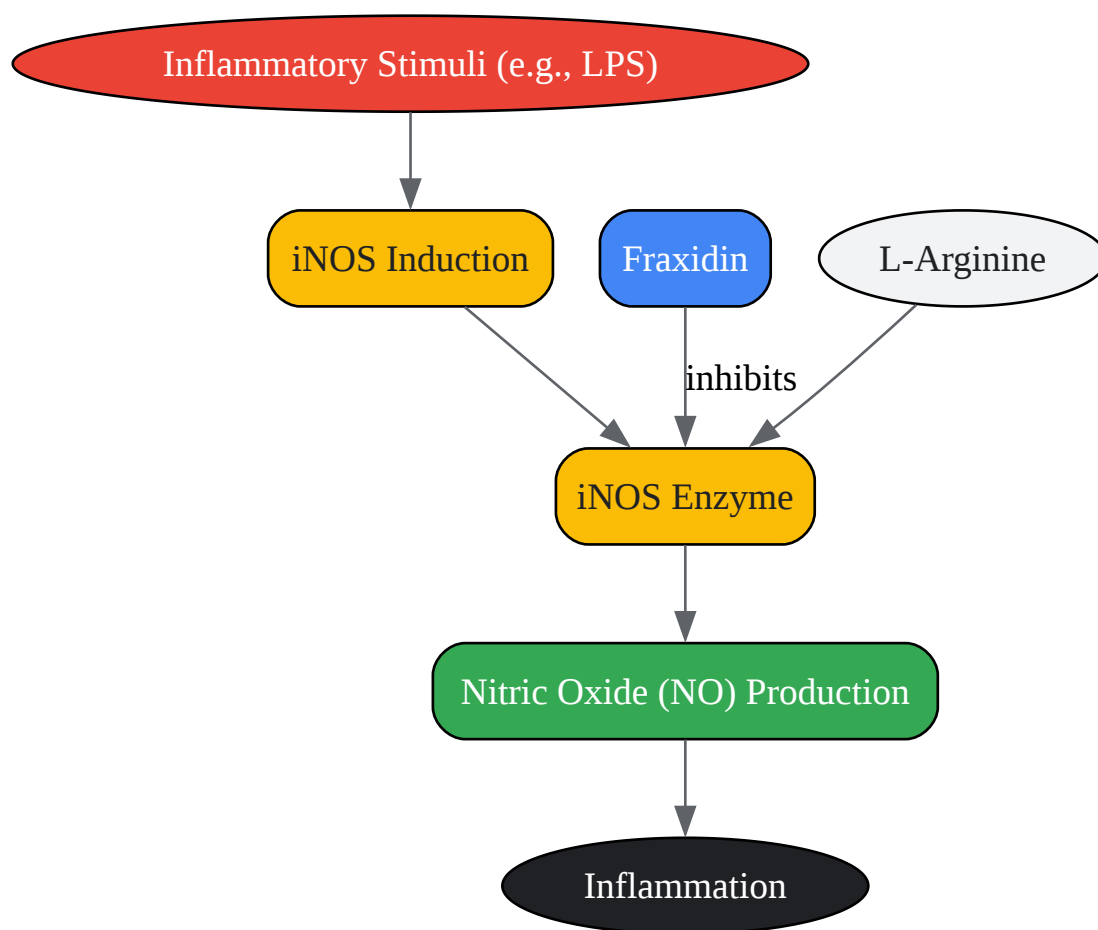 Inflammatory Stimuli (e.g., LPS)
iNOS Induction
Fraxidin
L-Arginine
inhibits
iNOS Enzyme
Nitric Oxide (NO) Production
Inflammation